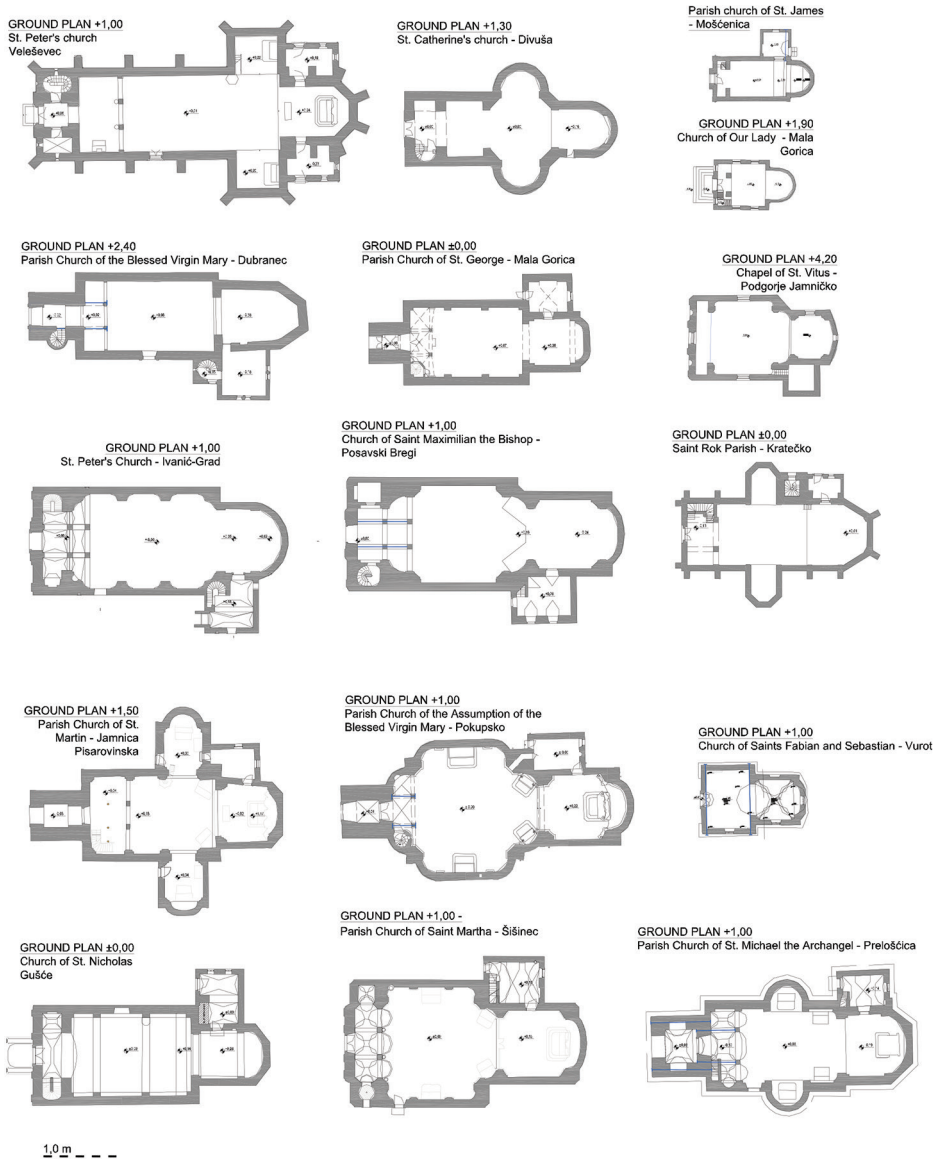 GROUND PLAN +1,00
St. Peter's church
Veleševec
GROUND PLAN +1,30
St. Catherine's church - Divuša
Parish church of St. James
- Mošćenica
GROUND PLAN +1,90
Church of Our Lady - Mala
Gorica
GROUND PLAN +2,40
Parish Church of the Blessed Virgin Mary - Dubranec
GROUND PLAN ±0,00
Parish Church of St. George - Mala Gorica
GROUND PLAN +4,20
Chapel of St. Vitus -
Podgorje Jamničko
GROUND PLAN +1,00
St. Peter's Church - Ivanić-Grad
GROUND PLAN +1,00
Church of Saint Maximilian the Bishop -
Posavski Bregi
GROUND PLAN ±0,00
Saint Rok Parish - Kratečko
GROUND PLAN +1,50
Parish Church of St.
Martin - Jamnica
Pisarovinska
GROUND PLAN +1,00
Parish Church of the Assumption of the
Blessed Virgin Mary - Pokupsko
GROUND PLAN +1,00
Church of Saints Fabian and Sebastian - Vurot
GROUND PLAN ±0,00
Church of St. Nicholas
Gušće
GROUND PLAN +1,00 -
Parish Church of Saint Martha - Šišinec
GROUND PLAN +1,00
Parish Church of St. Michael the Archangel - Prelošćica
1,0 m